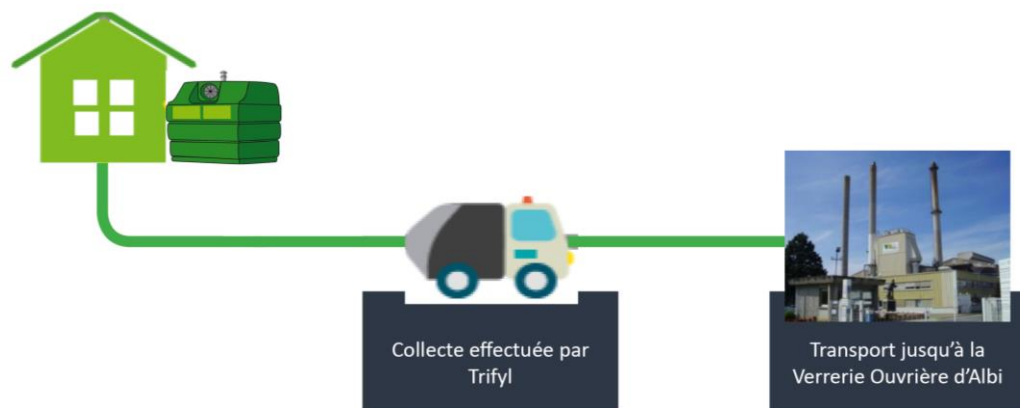 Collecte effectuée par
Trifyl
Transport jusqu'à la
Verrerie Ouvrière d'Albi